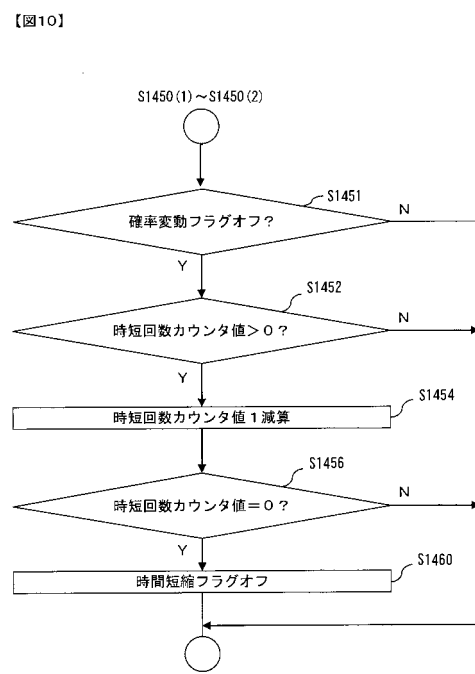 【図10】
S1450(1)～S1450(2)
S1451
確率変動フラグオフ？
N
Y
S1452
時短回数カウンタ値＞０？
N
Y
S1454
時短回数カウンタ値１減算
S1456
時短回数カウンタ値＝０？
N
Y
S1460
時間短縮フラグオフ